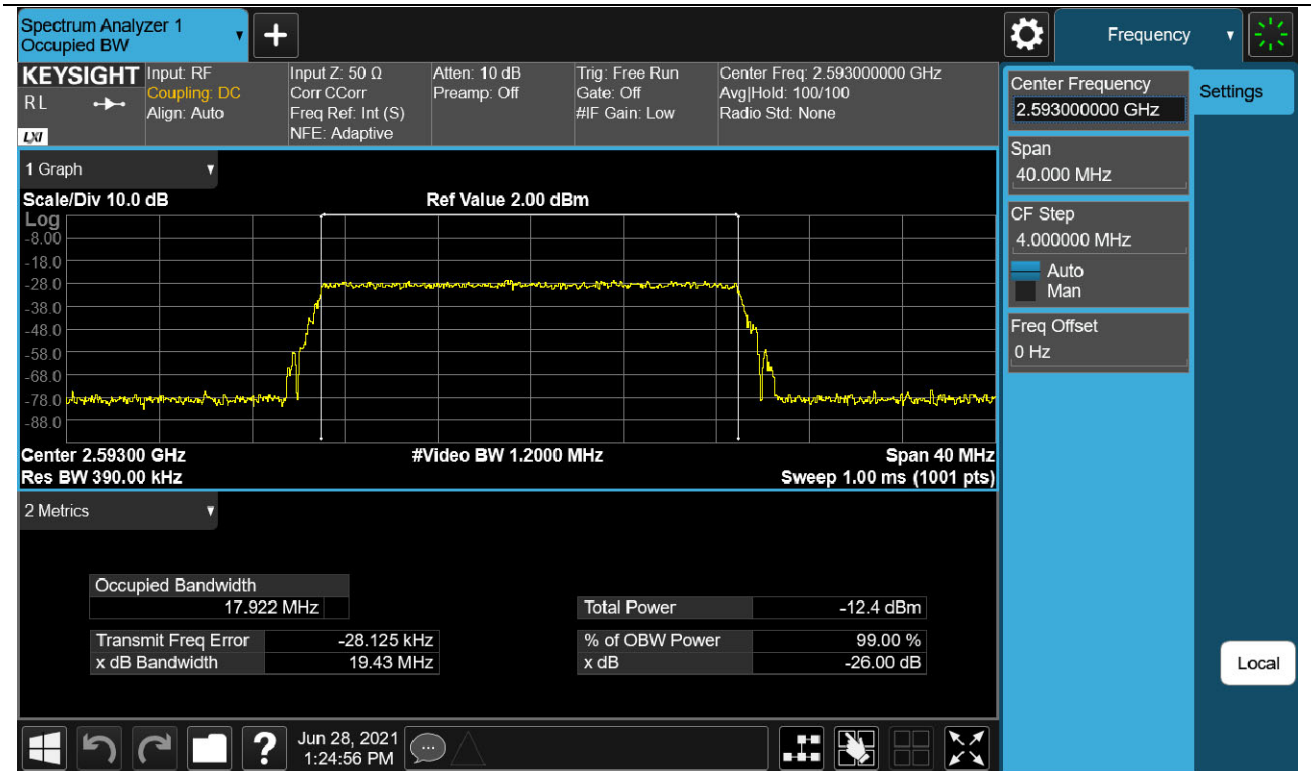 Spectrum Analyzer 1
Occupied BW
+
Frequency
KEYSIGHT
RL
LXI
Input: RF
Coupling: DC
Align: Auto
Input Z: 50 Ω
Corr CCorr
Freq Ref: Int (S)
NFE: Adaptive
Atten: 10 dB
Preamp: Off
Trig: Free Run
Gate: Off
#IF Gain: Low
Center Freq: 2.593000000 GHz
Avg|Hold: 100/100
Radio Std: None
Center Frequency
2.593000000 GHz
Settings
Span
40.000 MHz
CF Step
4.000000 MHz
Auto
Man
Freq Offset
0 Hz
Local
1 Graph
Scale/Div 10.0 dB
Ref Value 2.00 dBm
Log
-8.00
-18.0
-28.0
-38.0
-48.0
-58.0
-68.0
-78.0
-88.0
Center 2.59300 GHz
#Video BW 1.2000 MHz
Span 40 MHz
Res BW 390.00 kHz
Sweep 1.00 ms (1001 pts)
2 Metrics
Occupied Bandwidth
17.922 MHz
Total Power -12.4 dBm
Transmit Freq Error -28.125 kHz
% of OBW Power 99.00 %
x dB Bandwidth 19.43 MHz
x dB -26.00 dB
?
Jun 28, 2021
1:24:56 PM